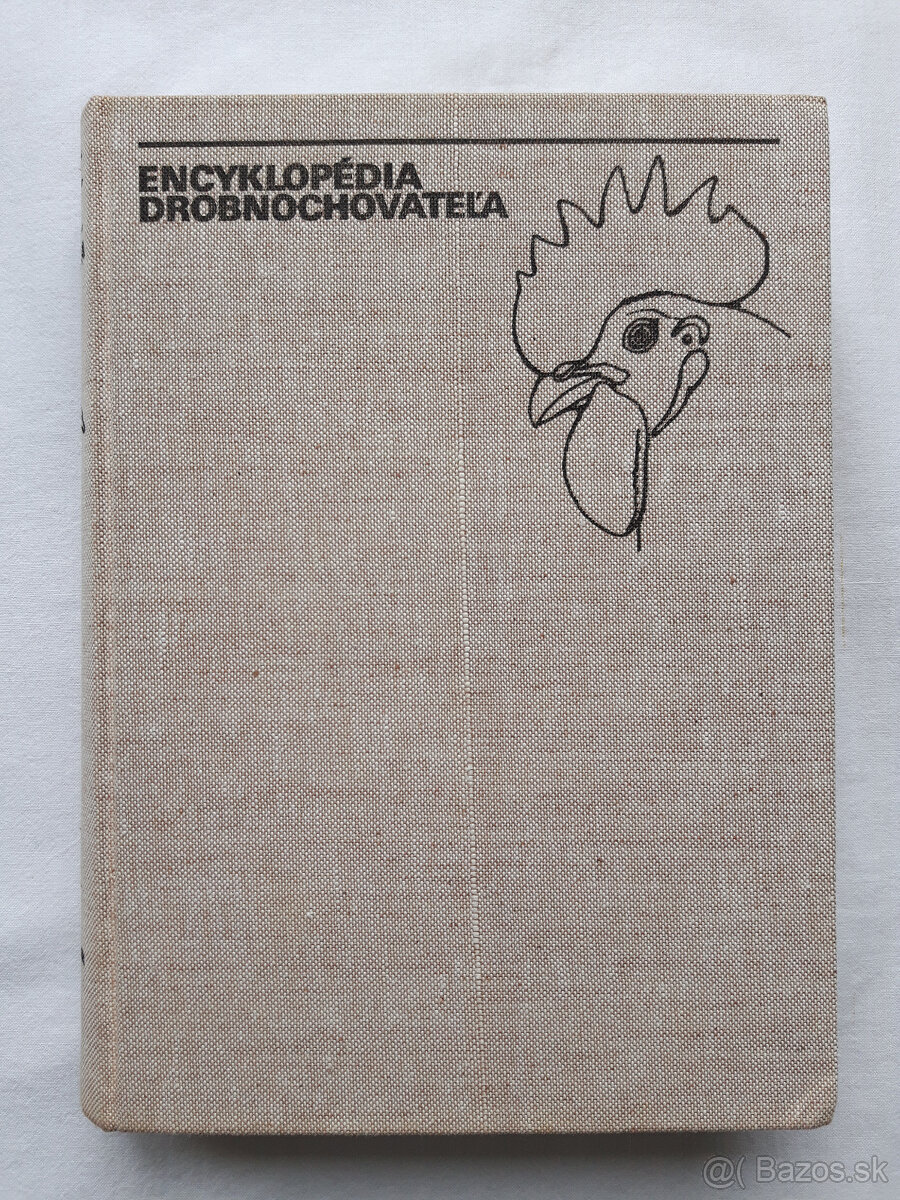 ENCYKLOPÉDIA
DROBNOCHOVATEĽA
@( Bazos.sk